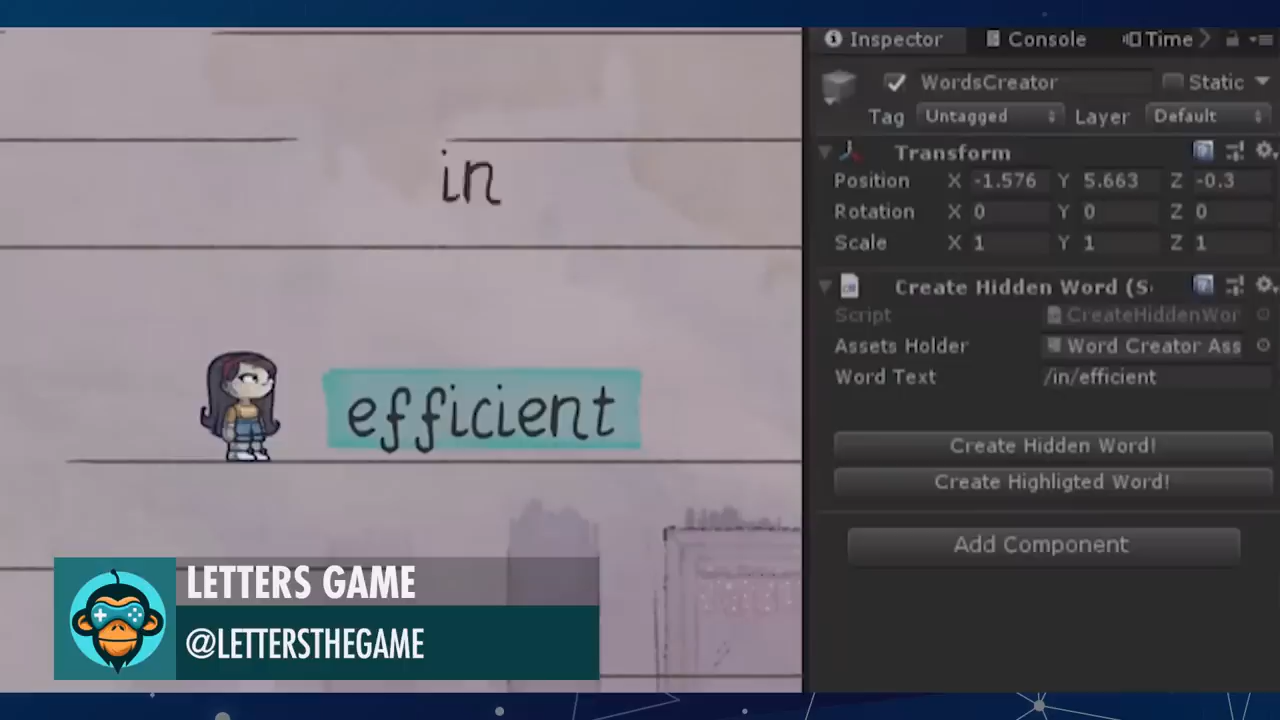 in
efficient
LETTERS GAME
@LETTERSTHEGAME
Inspector Console Time
WordsCreator Static
Tag Untagged Layer Default
Transform
Position X -1.576 Y 5.663 Z -0.3
Rotation X 0 Y 0 Z 0
Scale X 1 Y 1 Z 1
Create Hidden Word (S
Script CreateHiddenWor
Assets Holder Word Creator Ass
Word Text /in/efficient
Create Hidden Word!
Create Highligted Word!
Add Component